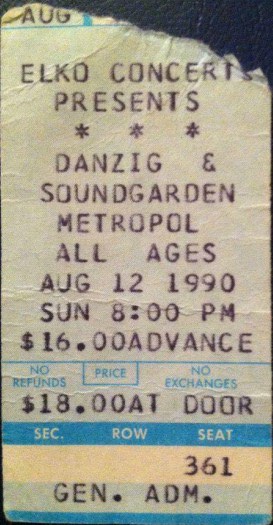 AUG
ELKO CONCERTS
PRESENTS
* * *
DANZIG &
SOUNDGARDEN
METROPOL
ALL AGES
AUG 12 1990
SUN 8:00 PM
$16.00ADVANCE
NO REFUNDS PRICE NO EXCHANGES
$18.00AT DOOR
SEC. ROW SEAT
361
GEN. ADM.